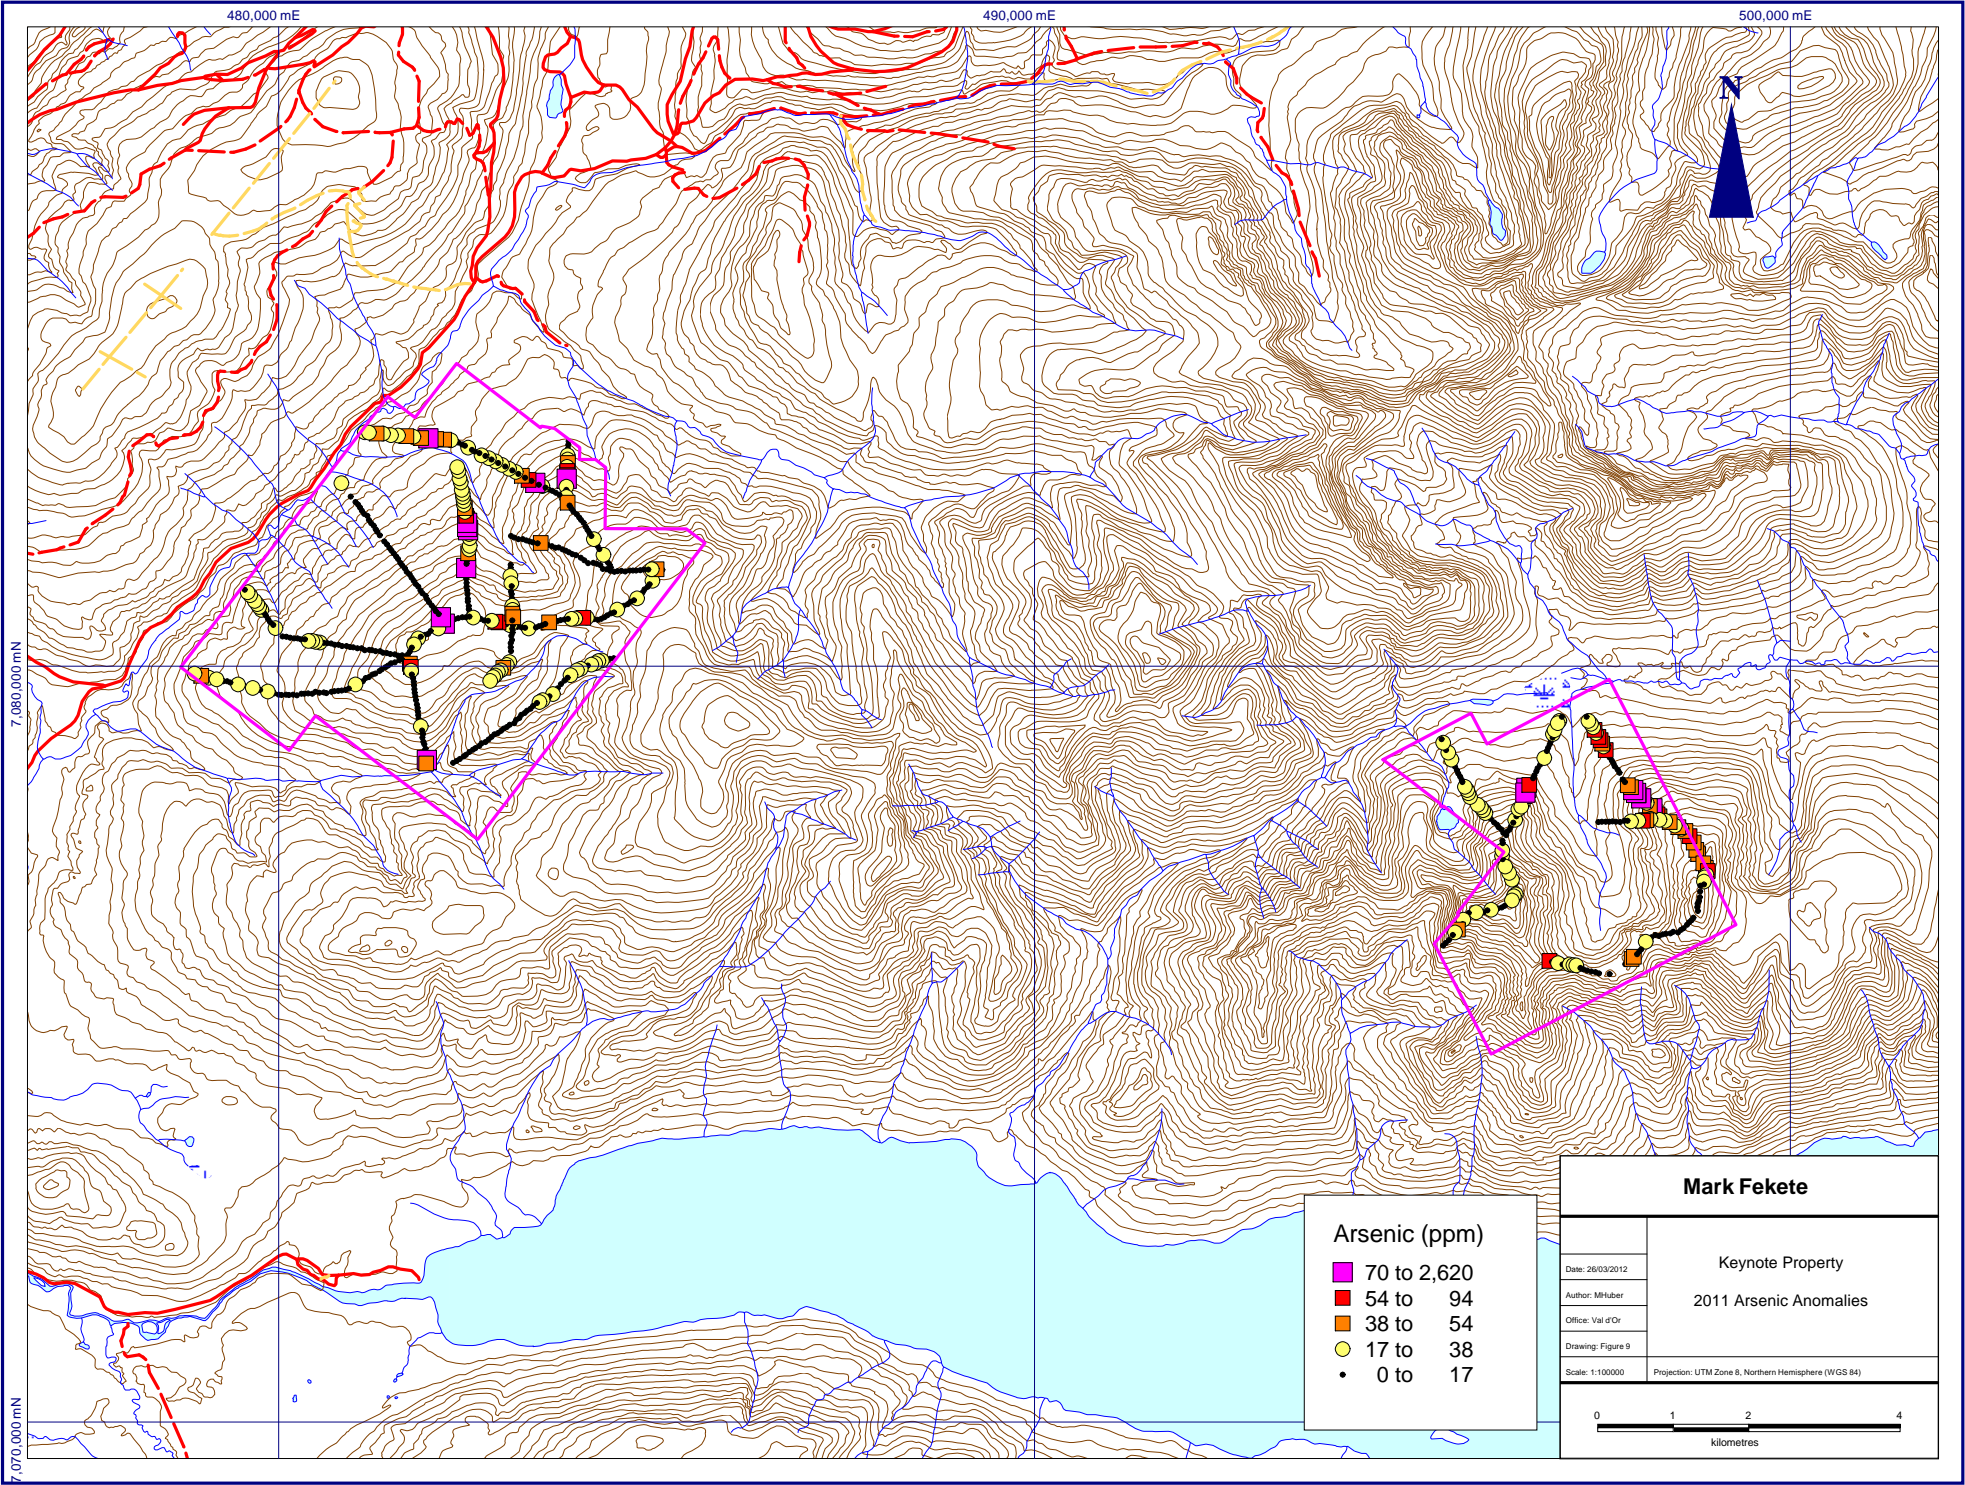 480,000 mE
490,000 mE
500,000 mE
N
7,080,000 mN
7,070,000 mN
Arsenic (ppm)
70 to 2,620
54 to 94
38 to 54
17 to 38
0 to 17
Mark Fekete
Date: 26/03/2012
Author: MHuber
Office: Val d'Or
Drawing: Figure 9
Scale: 1:100000
Keynote Property
2011 Arsenic Anomalies
Projection: UTM Zone 8, Northern Hemisphere (WGS 84)
0 1 2 4
kilometres